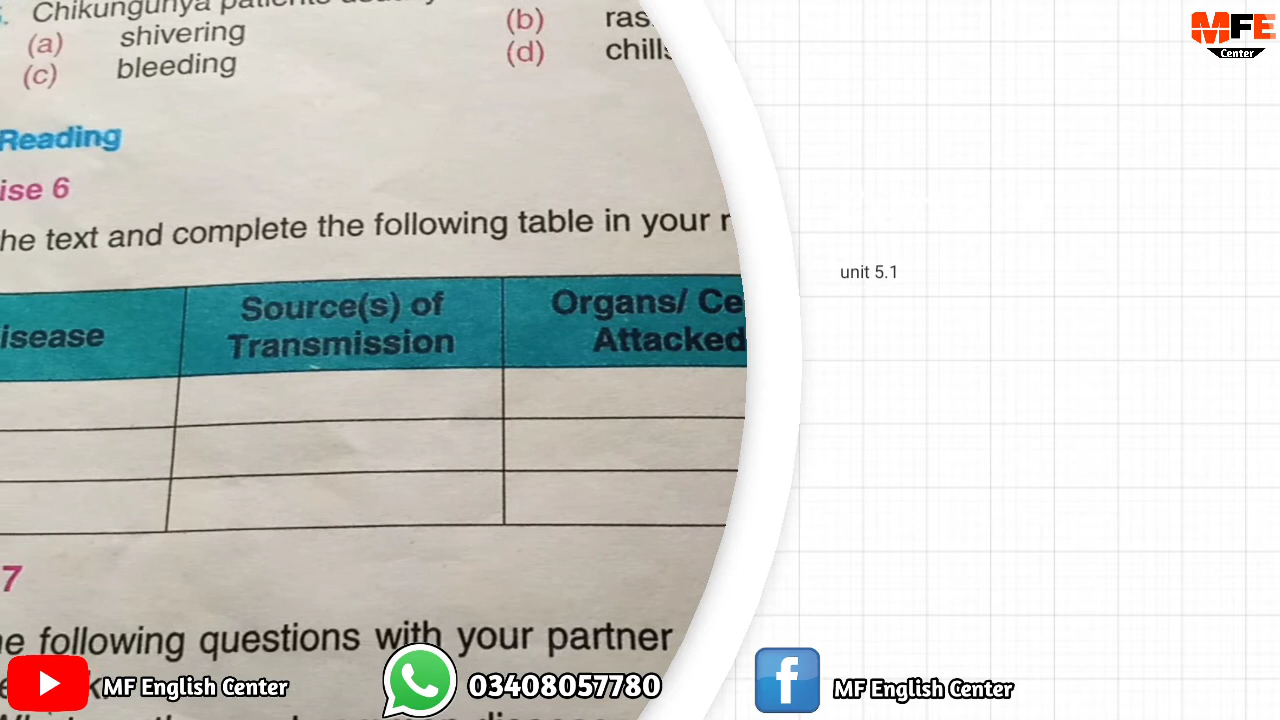 Chikungunya patients
(a) shivering (b) ras
(c) bleeding (d) chills
Reading
ise 6
he text and complete the following table in your r
isease
Source(s) of
Transmission
Organs/ Ce
Attacked
7
e following questions with your partner
MF English Center
03408057780
MF English Center
unit 5.1
MFE
Center